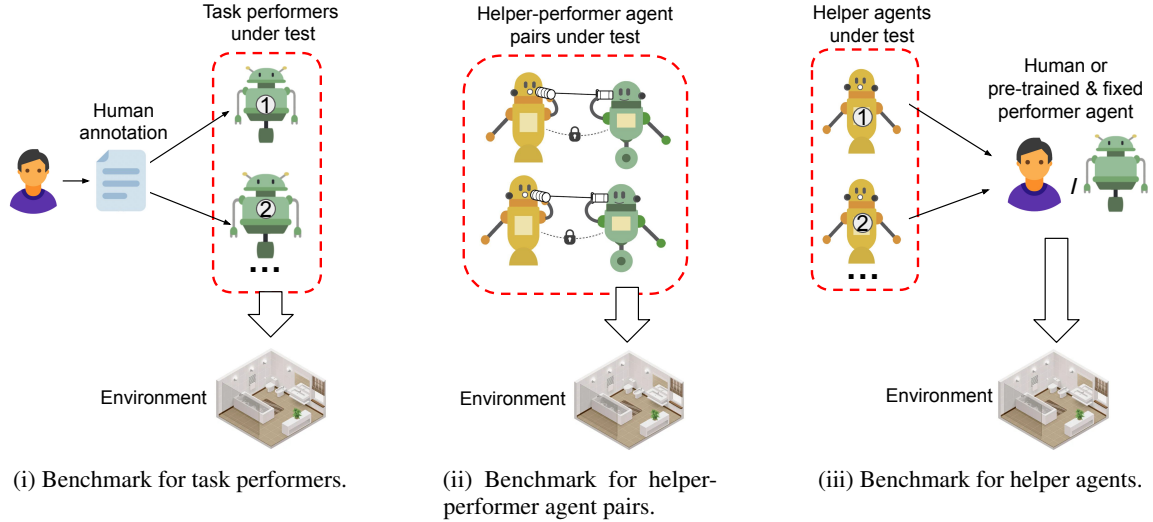 Task performers
under test
Human
annotation
1
2
...
Environment
(i) Benchmark for task performers.
Helper-performer agent
pairs under test
Environment
(ii) Benchmark for helper-
performer agent pairs.
Helper agents
under test
1
2
...
Human or
pre-trained & fixed
performer agent
/
Environment
(iii) Benchmark for helper agents.